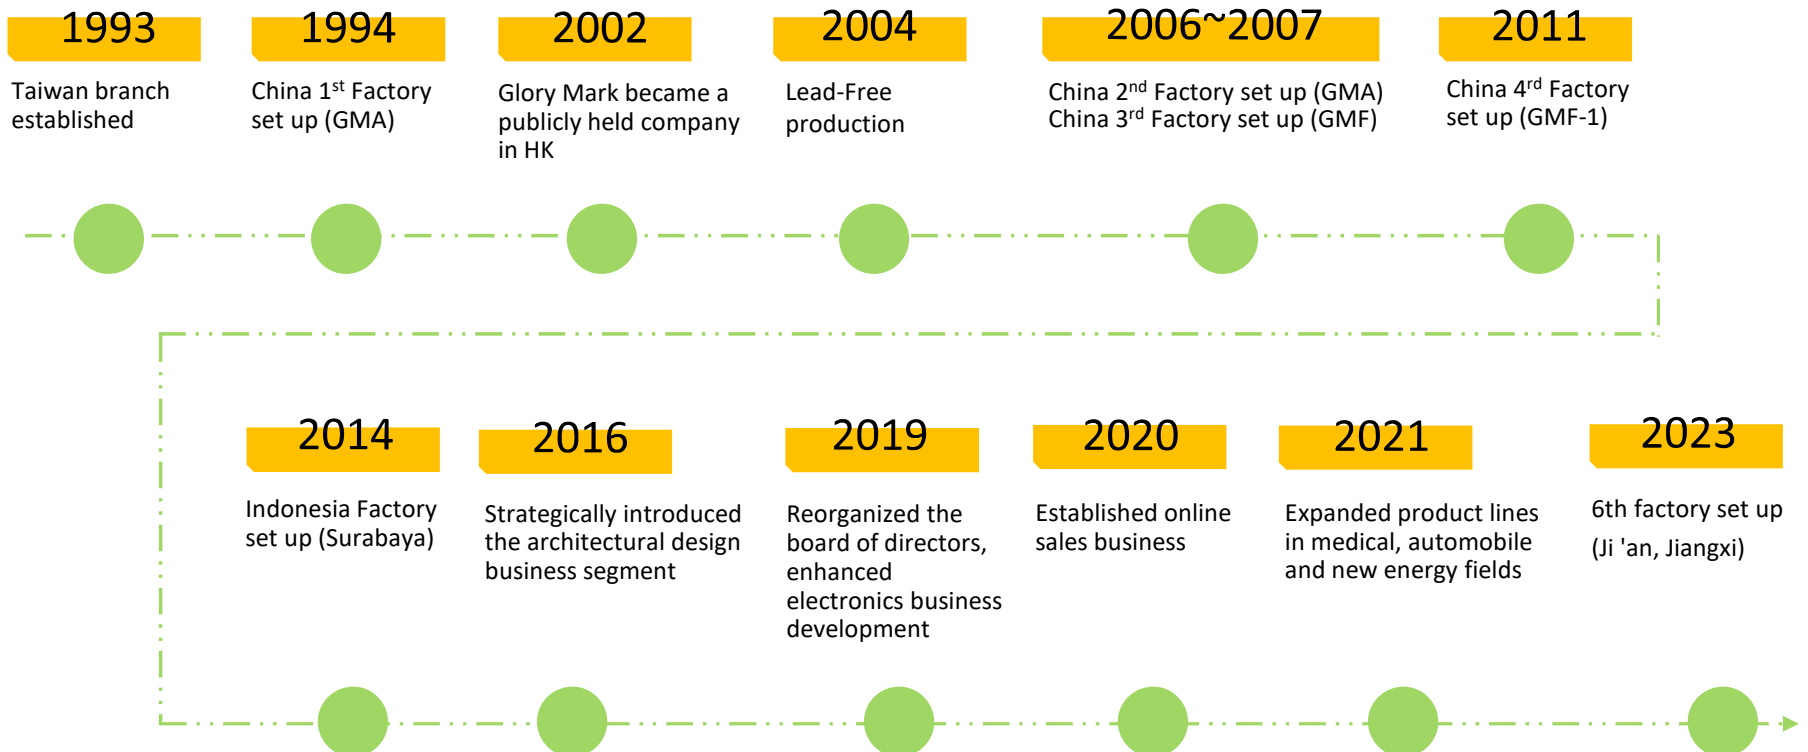 1993
Taiwan branch
established
1994
China 1st Factory
set up (GMA)
2002
Glory Mark became a
publicly held company
in HK
2004
Lead-Free
production
2006~2007
China 2nd Factory set up (GMA)
China 3rd Factory set up (GMF)
2011
China 4rd Factory
set up (GMF-1)
2014
Indonesia Factory
set up (Surabaya)
2016
Strategically introduced
the architectural design
business segment
2019
Reorganized the
board of directors,
enhanced
electronics business
development
2020
Established online
sales business
2021
Expanded product lines
in medical, automobile
and new energy fields
2023
6th factory set up
(Ji 'an, Jiangxi)